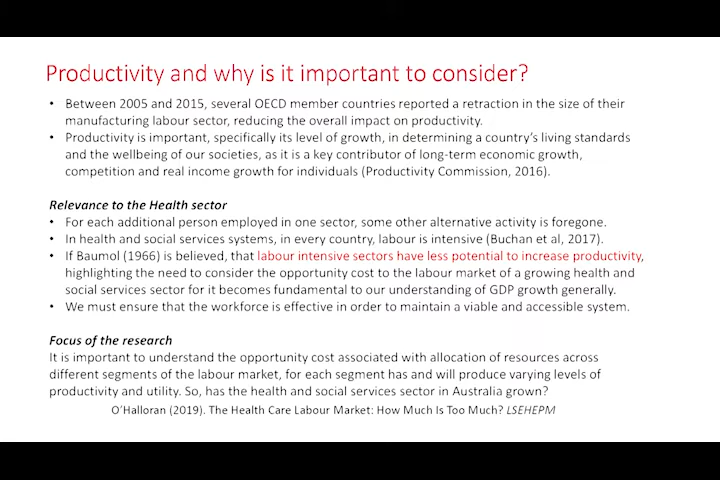 Productivity and why is it important to consider?
• Between 2005 and 2015, several OECD member countries reported a retraction in the size of their
manufacturing labour sector, reducing the overall impact on productivity.
• Productivity is important, specifically its level of growth, in determining a country's living standards
and the wellbeing of our societies, as it is a key contributor of long-term economic growth,
competition and real income growth for individuals (Productivity Commission, 2016).
Relevance to the Health sector
• For each additional person employed in one sector, some other alternative activity is foregone.
• In health and social services systems, in every country, labour is intensive (Buchan et al, 2017).
• If Baumol (1966) is believed, that labour intensive sectors have less potential to increase productivity,
highlighting the need to consider the opportunity cost to the labour market of a growing health and
social services sector for it becomes fundamental to our understanding of GDP growth generally.
• We must ensure that the workforce is effective in order to maintain a viable and accessible system.
Focus of the research
It is important to understand the opportunity cost associated with allocation of resources across
different segments of the labour market, for each segment has and will produce varying levels of
productivity and utility. So, has the health and social services sector in Australia grown?
O'Halloran (2019). The Health Care Labour Market: How Much Is Too Much? LSEHEPM